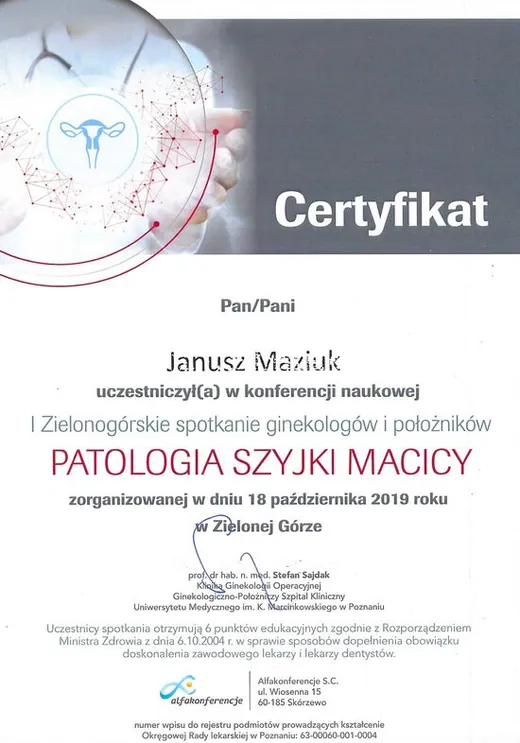 Certyfikat
Pan/Pani
Janusz Maziuk
uczestniczył(a) w konferencji naukowej
I Zielonogórskie spotkanie ginekologów i położników
PATOLOGIA SZYJKI MACICY
zorganizowanej w dniu 18 października 2019 roku
w Zielonej Górze
prof. dr hab. n. med. Stefan Sajdak
Klinika Ginekologii Operacyjnej
Ginekologiczno-Położniczy Szpital Kliniczny
Uniwersytetu Medycznego im. K. Marcinkowskiego w Poznaniu
Uczestnicy spotkania otrzymują 6 punktów edukacyjnych zgodnie z Rozporządzeniem
Ministra Zdrowia z dnia 6.10.2004 r. w sprawie sposobów dopełnienia obowiązku
doskonalenia zawodowego lekarzy i lekarzy dentystów.
alfakonferencje
Alfakonferencje S.C.
ul. Wiosenna 15
60-185 Skórzewo
numer wpisu do rejestru podmiotów prowadzących kształcenie
Okręgowej Rady lekarskiej w Poznaniu: 63-00060-001-0004